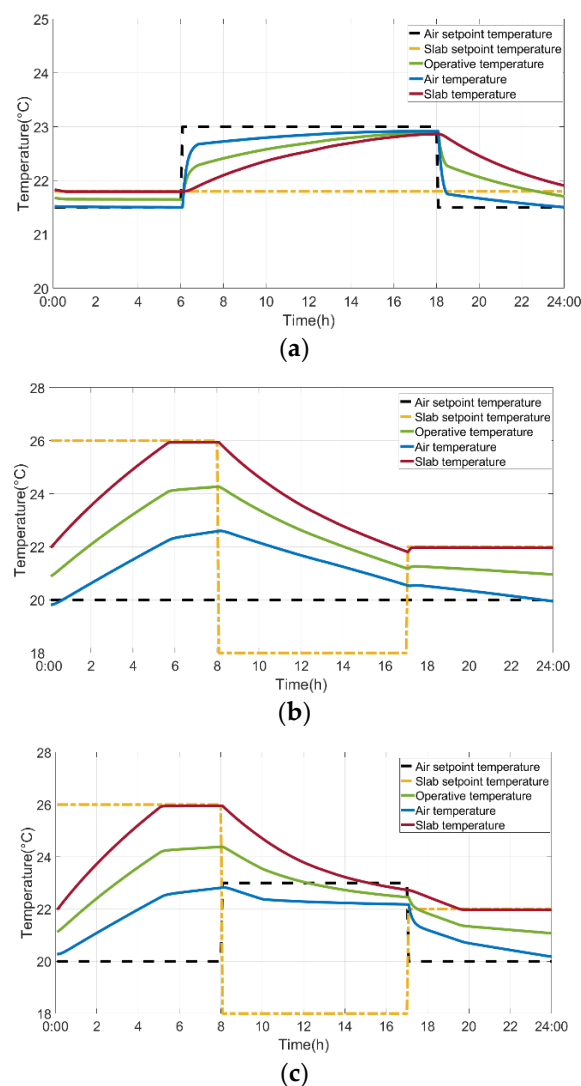 25
24
23
22
21
20
Temperature(°C)
Air setpoint temperature
Slab setpoint temperature
Operative temperature
Air temperature
Slab temperature
0:00 2 4 6 8 10 12 14 16 18 20 22 24:00
Time(h)
(a)
28
26
24
22
20
18
Temperature(°C)
Air setpoint temperature
Slab setpoint temperature
Operative temperature
Air temperature
Slab temperature
0:00 2 4 6 8 10 12 14 16 18 20 22 24:00
Time(h)
(b)
28
26
24
22
20
18
Temperature(°C)
Air setpoint temperature
Slab setpoint temperature
Operative temperature
Air temperature
Slab temperature
0:00 2 4 6 8 10 12 14 16 18 20 22 24:00
Time(h)
(c)